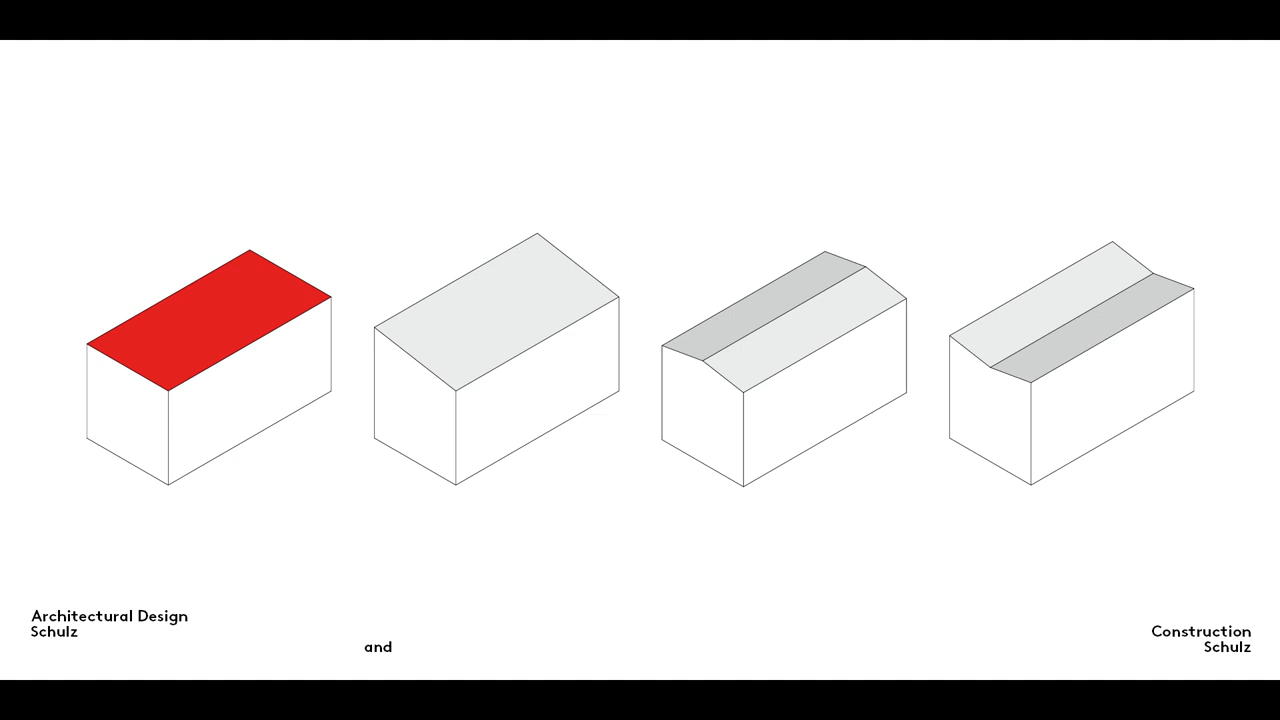 Architectural Design
Schulz
and
Construction
Schulz